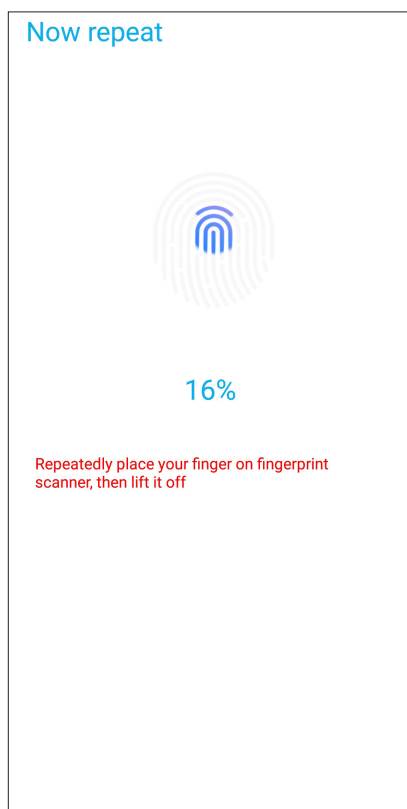 Now repeat
16%
Repeatedly place your finger on fingerprint
scanner, then lift it off